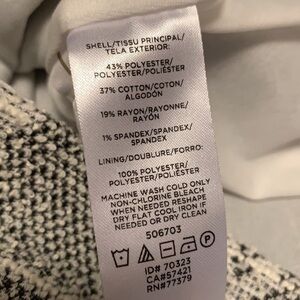 SHELL/TISSU PRINCIPAL/
TELA EXTERIOR:
43% POLYESTER/
POLYESTER/POLIÉSTER
37% COTTON/COTON/
ALGODÓN
19% RAYON/RAYONNE/
RAYÓN
1% SPANDEX/SPANDEX/
SPANDEX
LINING/DOUBLURE/FORRO:
100% POLYESTER/
POLYESTER/POLIÉSTER
MACHINE WASH COLD ONLY
NON-CHLORINE BLEACH
WHEN NEEDED RESHAPE
DRY FLAT COOL IRON IF
NEEDED OR DRY CLEAN
506703
P
ID# 70323
CA#57421
RN#77379